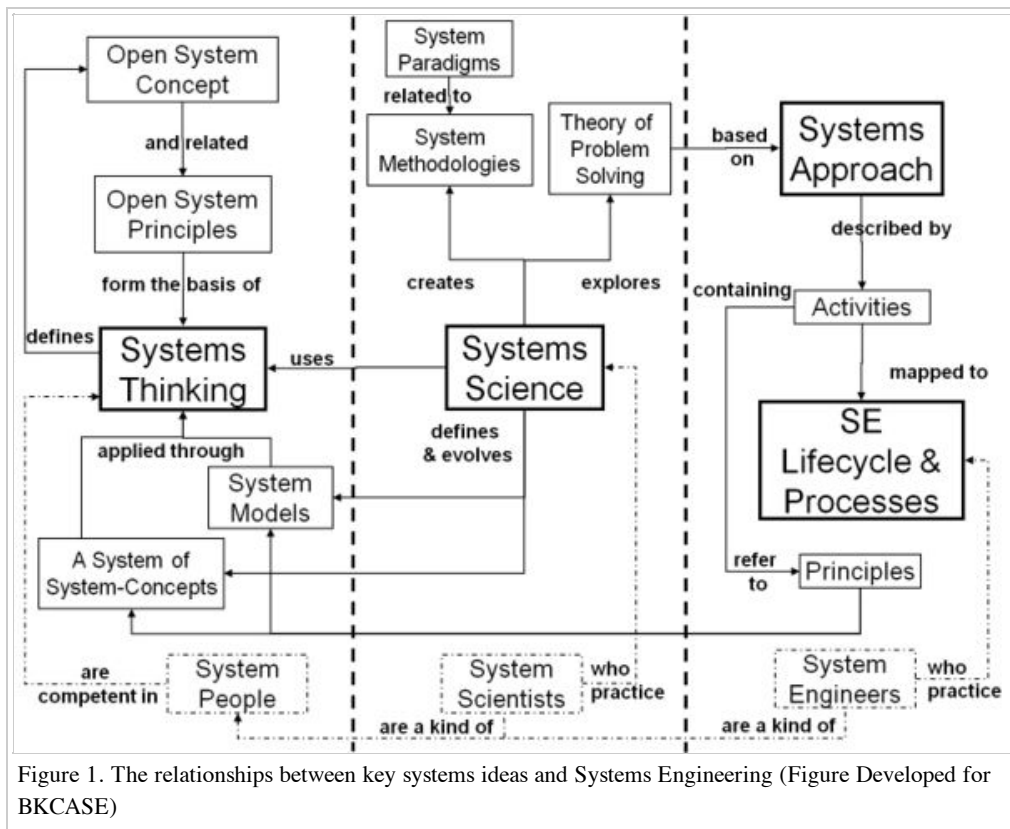 Open System
Concept
and related
Open System
Principles
form the basis of
defines
Systems
Thinking
applied through
System
Models
A System of
System-Concepts
are
competent in
System
People
System
Paradigms
related to
System
Methodologies
Theory of
Problem
Solving
creates
explores
uses
Systems
Science
defines
& evolves
System
Scientists
who
practice
are a kind of
based
on
Systems
Approach
described by
containing
Activities
mapped to
SE
Lifecycle &
Processes
refer
to
Principles
System
Engineers
who
practice
are a kind of
Figure 1. The relationships between key systems ideas and Systems Engineering (Figure Developed for
BKCASE)